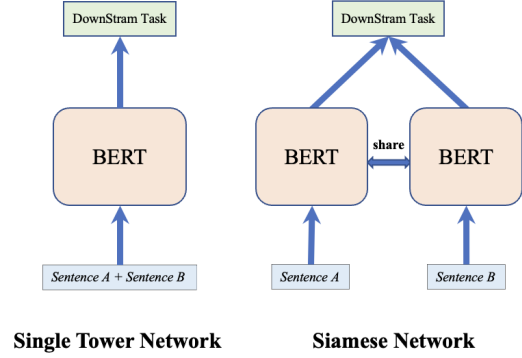 DownStram Task
DownStram Task
BERT
BERT
share
BERT
Sentence A + Sentence B
Sentence A
Sentence B
Single Tower Network
Siamese Network